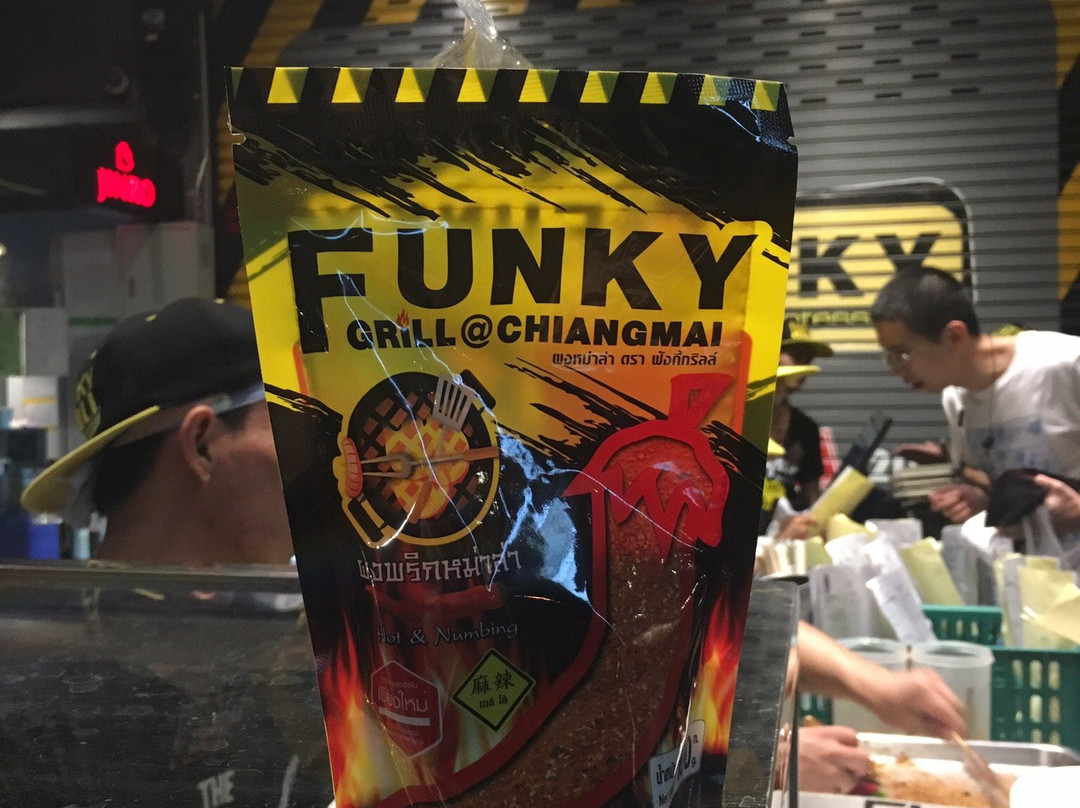 FUNKY
GRILL@CHIANGMAI
ผงหม่าล่า ตรา ฟังกี้กริลล์
ผงพริกหม่าล่า
Hot & Numbing
麻辣
má là
KY
THE